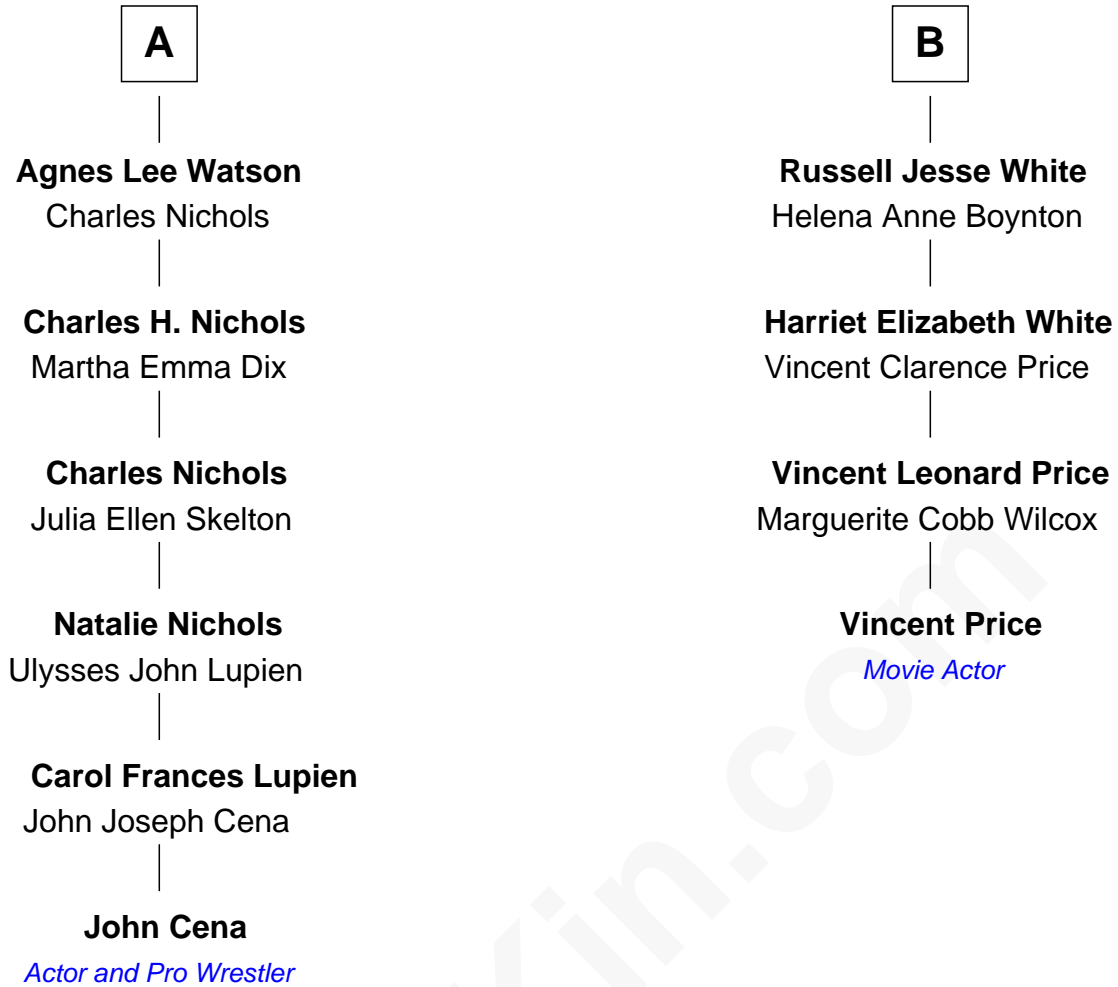 A
Agnes Lee Watson
Charles Nichols
Charles H. Nichols
Martha Emma Dix
Charles Nichols
Julia Ellen Skelton
Natalie Nichols
Ulysses John Lupien
Carol Frances Lupien
John Joseph Cena
John Cena
Actor and Pro Wrestler
B
Russell Jesse White
Helena Anne Boynton
Harriet Elizabeth White
Vincent Clarence Price
Vincent Leonard Price
Marguerite Cobb Wilcox
Vincent Price
Movie Actor
Kin.com